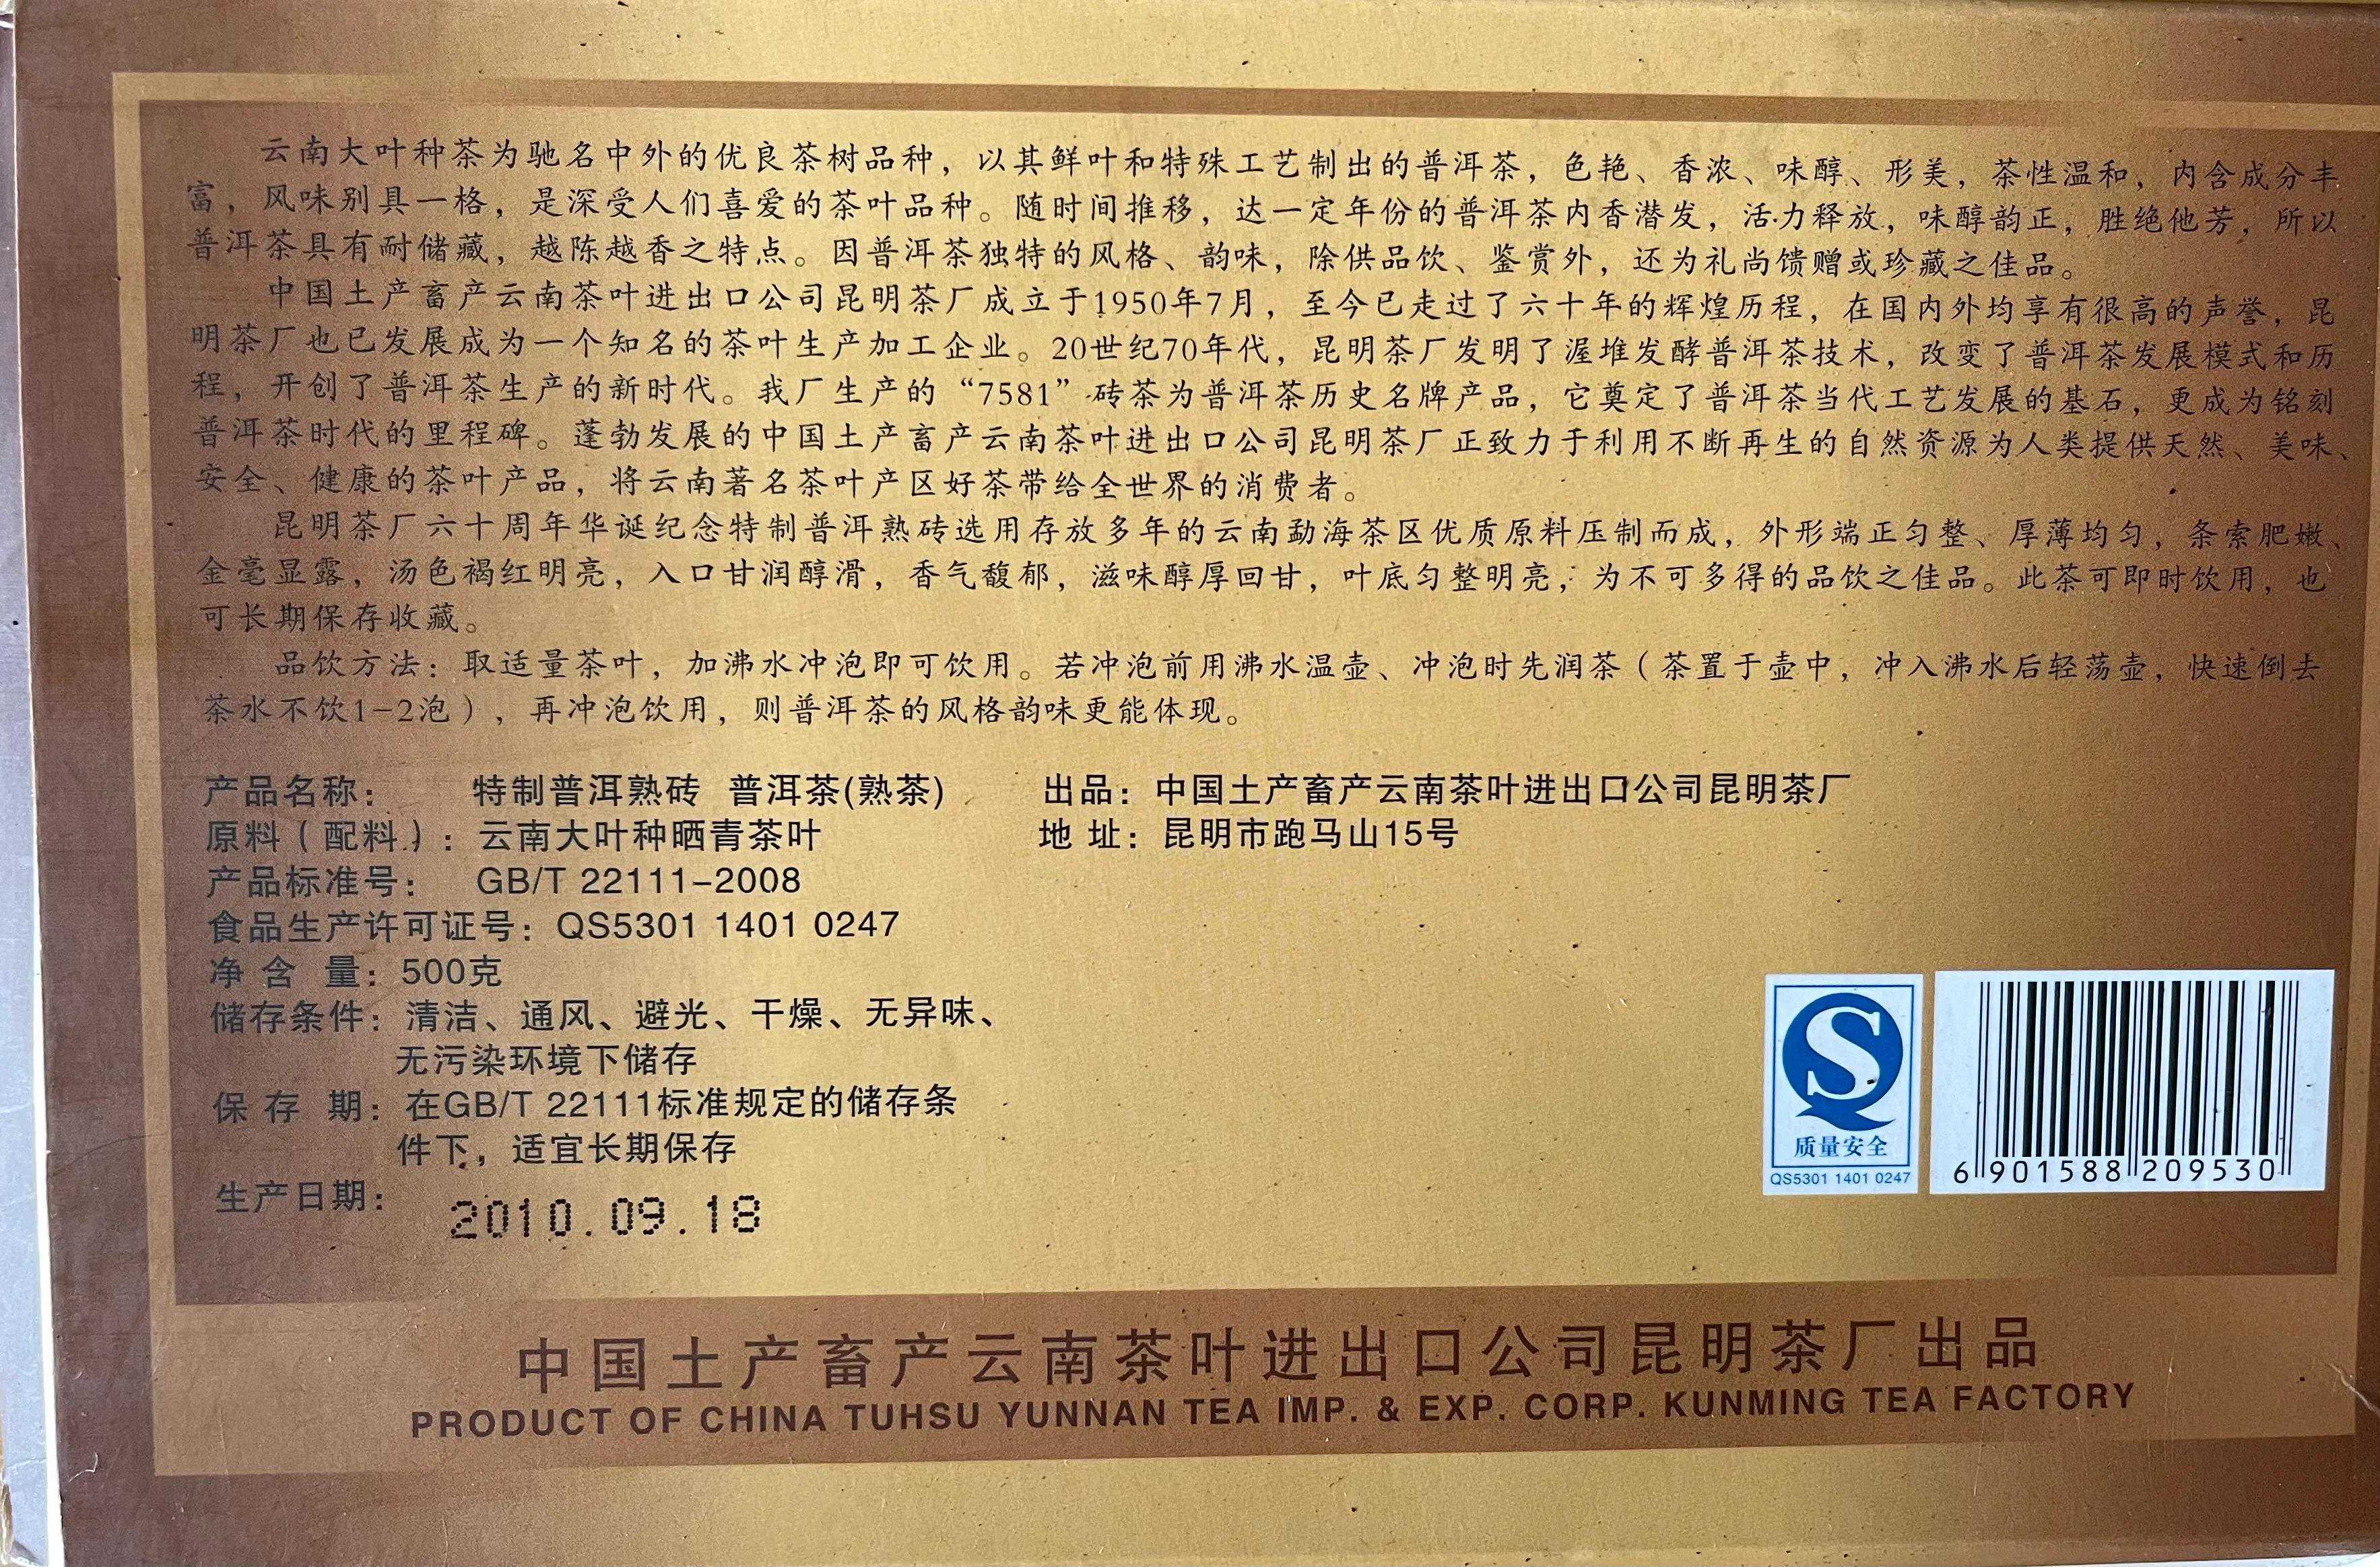 云南大叶种茶为驰名中外的优良茶树品种，以其鲜叶和特殊工艺制出的普洱茶，色艳、香浓、味醇、形美，茶性温和，内含成分丰
富，风味别具一格，是深受人们喜爱的茶叶品种。随时间推移，达一定年份的普洱茶内香潜发，活力释放，味醇韵正，胜绝他芳，所以
普洱茶具有耐储藏，越陈越香之特点。因普洱茶独特的风格、韵味，除供品饮、鉴赏外，还为礼尚馈赠或珍藏之佳品。
中国土产畜产云南茶叶进出口公司昆明茶厂成立于1950年7月，至今已走过了六十年的辉煌历程，在国内外均享有很高的声誉，昆
明茶厂也已发展成为一个知名的茶叶生产加工企业。20世纪70年代，昆明茶厂发明了渥堆发酵普洱茶技术，改变了普洱茶发展模式和历
程，开创了普洱茶生产的新时代。我厂生产的“7581”砖茶为普洱茶历史名牌产品，它奠定了普洱茶当代工艺发展的基石，更成为铭刻
普洱茶时代的里程碑。蓬勃发展的中国土产畜产云南茶叶进出口公司昆明茶厂正致力于利用不断再生的自然资源为人类提供天然、美味、
安全、健康的茶叶产品，将云南著名茶叶产区好茶带给全世界的消费者。
昆明茶厂六十周年华诞纪念特制普洱熟砖选用存放多年的云南勐海茶区优质原料压制而成，外形端正匀整、厚薄均匀，条索肥嫩、
金毫显露，汤色褐红明亮，入口甘润醇滑，香气馥郁，滋味醇厚回甘，叶底匀整明亮，为不可多得的品饮之佳品。此茶可即时饮用，也
可长期保存收藏。
品饮方法：取适量茶叶，加沸水冲泡即可饮用。若冲泡前用沸水温壶、冲泡时先润茶（茶置于壶中，冲入沸水后轻荡壶，快速倒去
茶水不饮1-2泡），再冲泡饮用，则普洱茶的风格韵味更能体现。
产品名称： 特制普洱熟砖 普洱茶(熟茶) 出品：中国土产畜产云南茶叶进出口公司昆明茶厂
原料（配料）：云南大叶种晒青茶叶 地 址：昆明市跑马山15号
产品标准号： GB/T 22111-2008
食品生产许可证号：QS5301 1401 0247
净 含 量：500克
储存条件：清洁、通风、避光、干燥、无异味、
无污染环境下储存
保 存 期：在GB/T 22111标准规定的储存条
件下，适宜长期保存
生产日期： 2010.09.18
质量安全
QS5301 1401 0247
6 901588 209530
中国土产畜产云南茶叶进出口公司昆明茶厂出品
PRODUCT OF CHINA TUHSU YUNNAN TEA IMP. & EXP. CORP. KUNMING TEA FACTORY